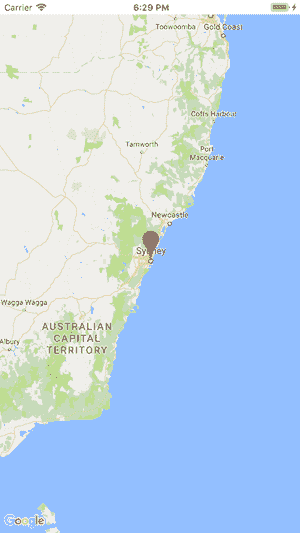 Carrier 6:29 PM
Toowoomba
Gold Coast
Coffs Harbour
Tamworth
Port
Macquarie
Newcastle
Sydney
Wagga Wagga
AUSTRALIAN
CAPITAL
TERRITORY
Albury
Google